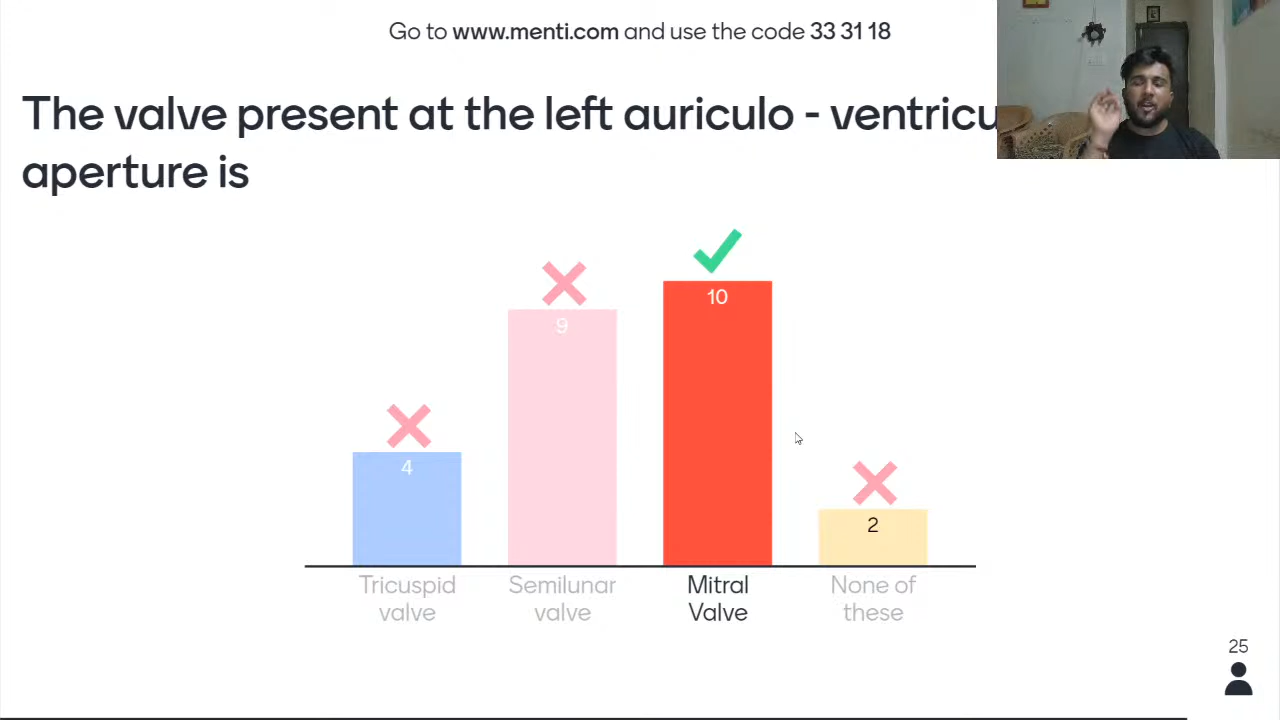 Go to www.menti.com and use the code 33 31 18
The valve present at the left auriculo - ventricu
aperture is
10
9
4
2
Tricuspid valve
Semilunar valve
Mitral Valve
None of these
25